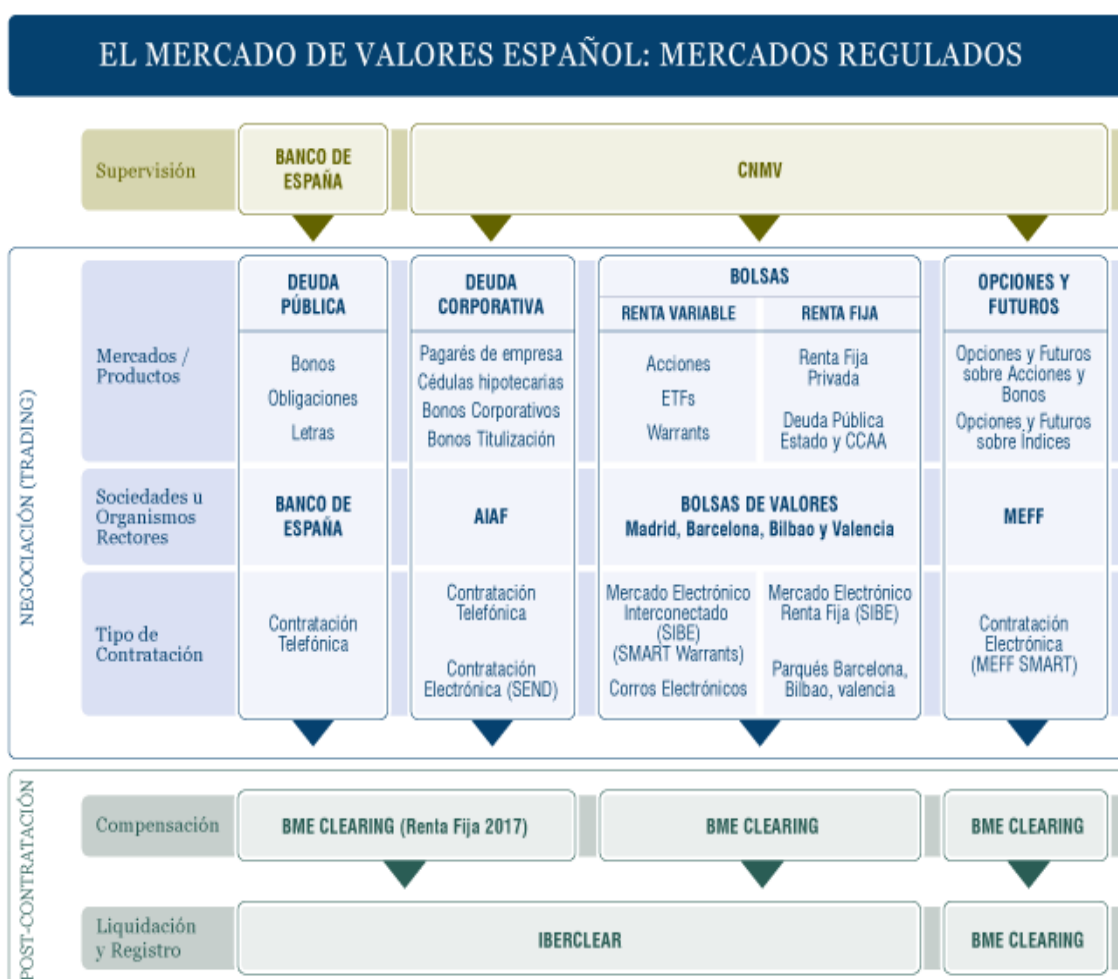 EL MERCADO DE VALORES ESPAÑOL: MERCADOS REGULADOS
Supervisión
BANCO DE
ESPAÑA
CNMV
NEGOCIACIÓN (TRADING)
Mercados /
Productos
DEUDA
PÚBLICA
Bonos
Obligaciones
Letras
DEUDA
CORPORATIVA
Pagarés de empresa
Cédulas hipotecarias
Bonos Corporativos
Bonos Titulización
BOLSAS
RENTA VARIABLE
Acciones
ETFs
Warrants
RENTA FIJA
Renta Fija
Privada
Deuda Pública
Estado y CCAA
OPCIONES Y
FUTUROS
Opciones y Futuros
sobre Acciones y
Bonos
Opciones y Futuros
sobre Índices
Sociedades u
Organismos
Rectores
BANCO DE
ESPAÑA
AIAF
BOLSAS DE VALORES
Madrid, Barcelona, Bilbao y Valencia
MEFF
Tipo de
Contratación
Contratación
Telefónica
Contratación
Telefónica
Contratación
Electrónica (SEND)
Mercado Electrónico
Interconectado
(SIBE)
(SMART Warrants)
Corros Electrónicos
Mercado Electrónico
Renta Fija (SIBE)
Parqués Barcelona,
Bilbao, valencia
Contratación
Electrónica
(MEFF SMART)
POST-CONTRATACIÓN
Compensación
BME CLEARING (Renta Fija 2017)
BME CLEARING
BME CLEARING
Liquidación
y Registro
IBERCLEAR
BME CLEARING